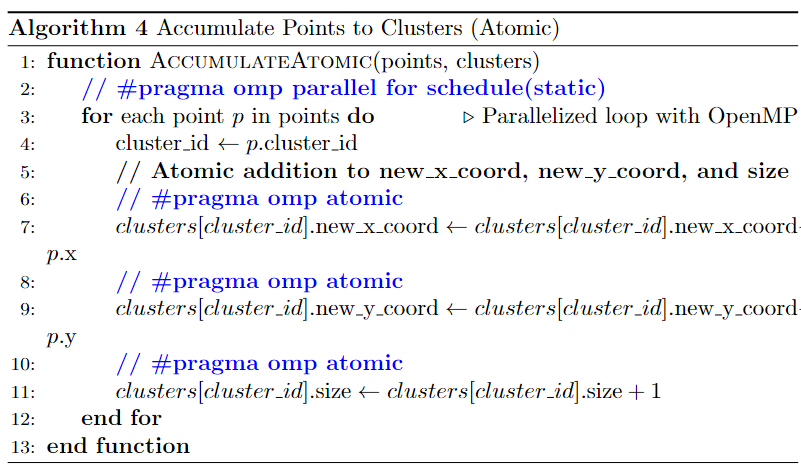 Algorithm 4 Accumulate Points to Clusters (Atomic)
1: function ACCUMULATEATOMIC(points, clusters)
2: // #pragma omp parallel for schedule(static)
3: for each point p in points do ▷ Parallelized loop with OpenMP
4: cluster_id ← p.cluster_id
5: // Atomic addition to new_x_coord, new_y_coord, and size
6: // #pragma omp atomic
7: clusters[cluster_id].new_x_coord ← clusters[cluster_id].new_x_coord
p.x
8: // #pragma omp atomic
9: clusters[cluster_id].new_y_coord ← clusters[cluster_id].new_y_coord
p.y
10: // #pragma omp atomic
11: clusters[cluster_id].size ← clusters[cluster_id].size + 1
12: end for
13: end function